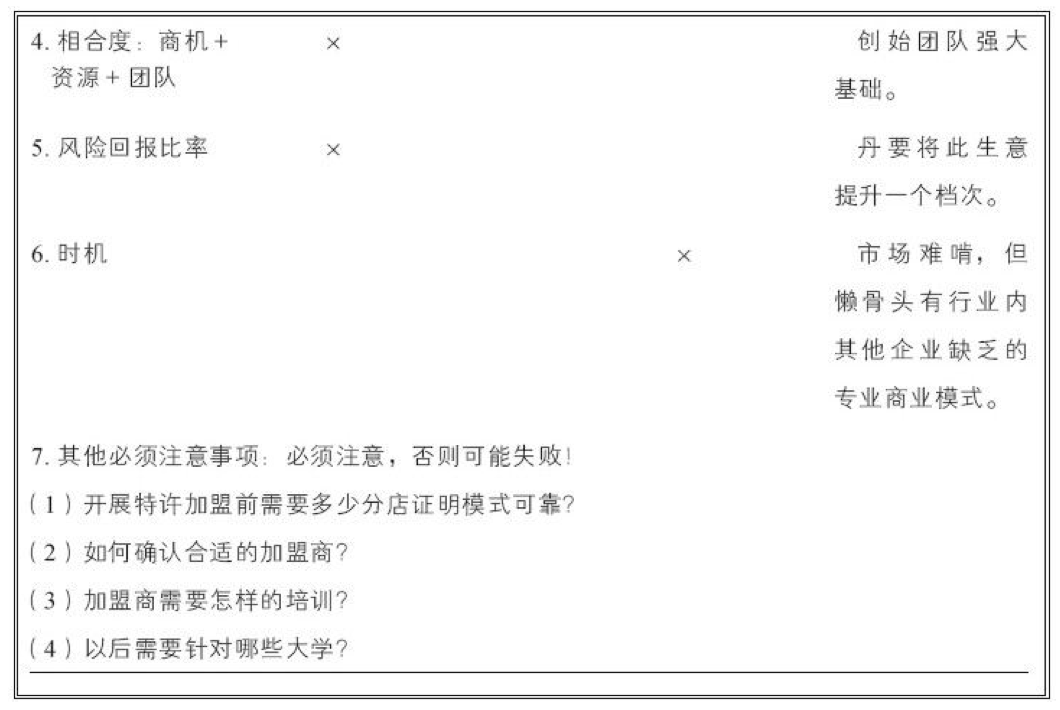 4. 相合度：商机+ × 创始团队强大
资源+团队 基础。
5. 风险回报比率 × 丹要将此生意
提升一个档次。
6. 时机 × 市场难啃，但
懒骨头有行业内
其他企业缺乏的
专业商业模式。
7. 其他必须注意事项：必须注意，否则可能失败！
（1）开展特许加盟前需要多少分店证明模式可靠？
（2）如何确认合适的加盟商？
（3）加盟商需要怎样的培训？
（4）以后需要针对哪些大学？